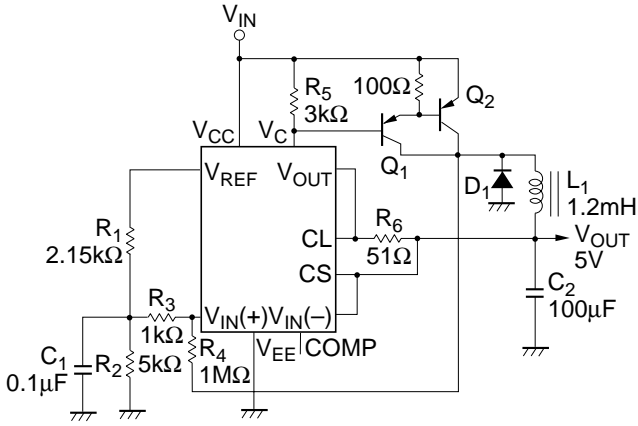 VIN
R5
3kΩ
100Ω
Q2
VCC
VC
Q1
VREF
VOUT
D1
L1
1.2mH
R1
2.15kΩ
CL
R6
51Ω
VOUT
5V
CS
C2
100μF
R3
1kΩ
VIN(+)
VIN(−)
C1
0.1μF
R2
5kΩ
R4
1MΩ
VEE
COMP